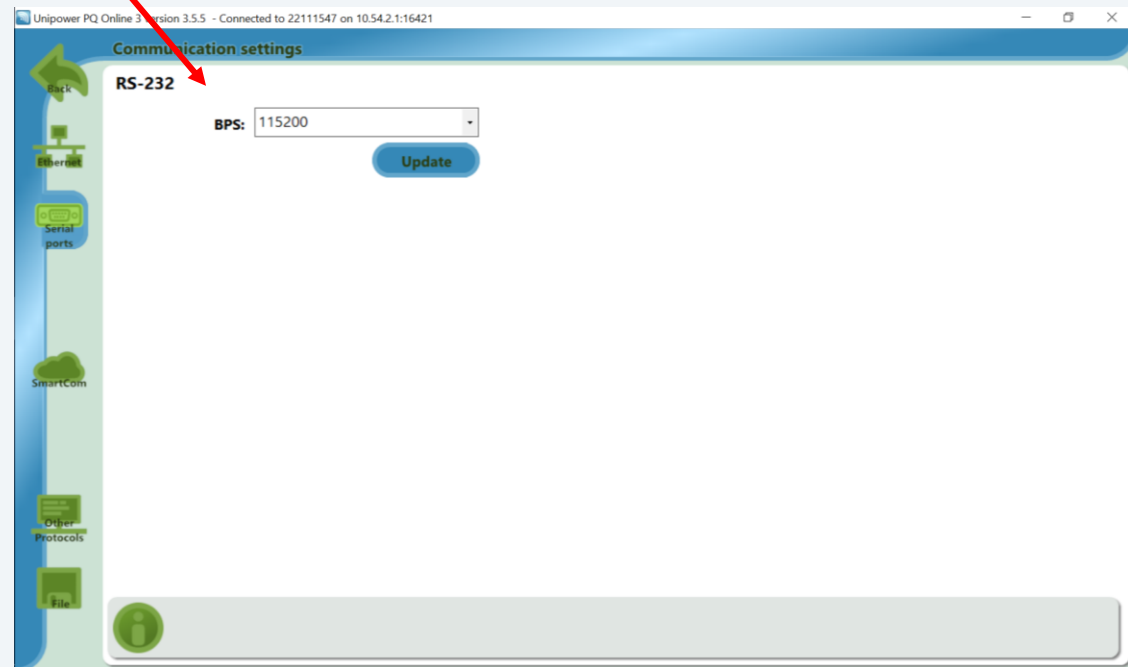 Unipower PQ Online 3 version 3.5.5 - Connected to 22111547 on 10.54.2.1:16421
Communication settings
Back
RS-232
BPS: 115200
Update
Ethernet
Serial
ports
SmartCom
Other
Protocols
File